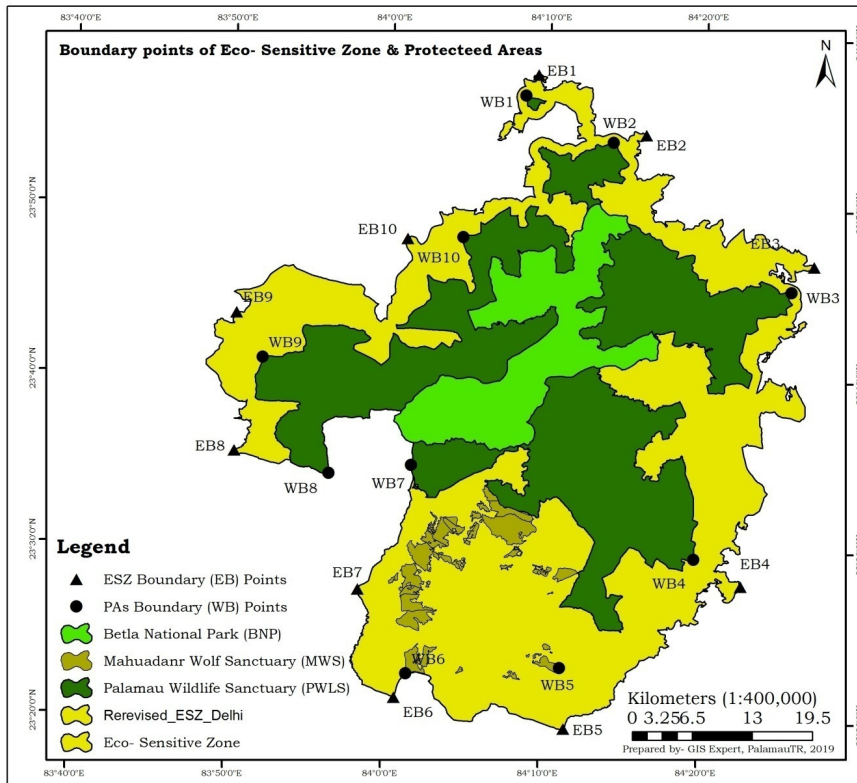 83°40'0"E 83°50'0"E 84°0'0"E 84°10'0"E 84°20'0"E
Boundary points of Eco- Sensitive Zone & Protecteed Areas
N
EB1
WB1
WB2
EB2
23°50'0"N
EB10
WB10
EB3
WB3
EB9
WB9
23°40'0"N
EB8
WB8
WB7
23°30'0"N
Legend
ESZ Boundary (EB) Points
PAs Boundary (WB) Points
Betla National Park (BNP)
Mahuadanr Wolf Sanctuary (MWS)
Palamau Wildlife Sanctuary (PWLS)
Rerevised_ESZ_Delhi
Eco- Sensitive Zone
EB7
EB4
WB4
WB6
WB5
23°20'0"N
EB6
EB5
Kilometers (1:400,000)
0 3.25 6.5 13 19.5
Prepared by- GIS Expert, PalamauTR, 2019
83°40'0"E 83°50'0"E 84°0'0"E 84°10'0"E 84°20'0"E